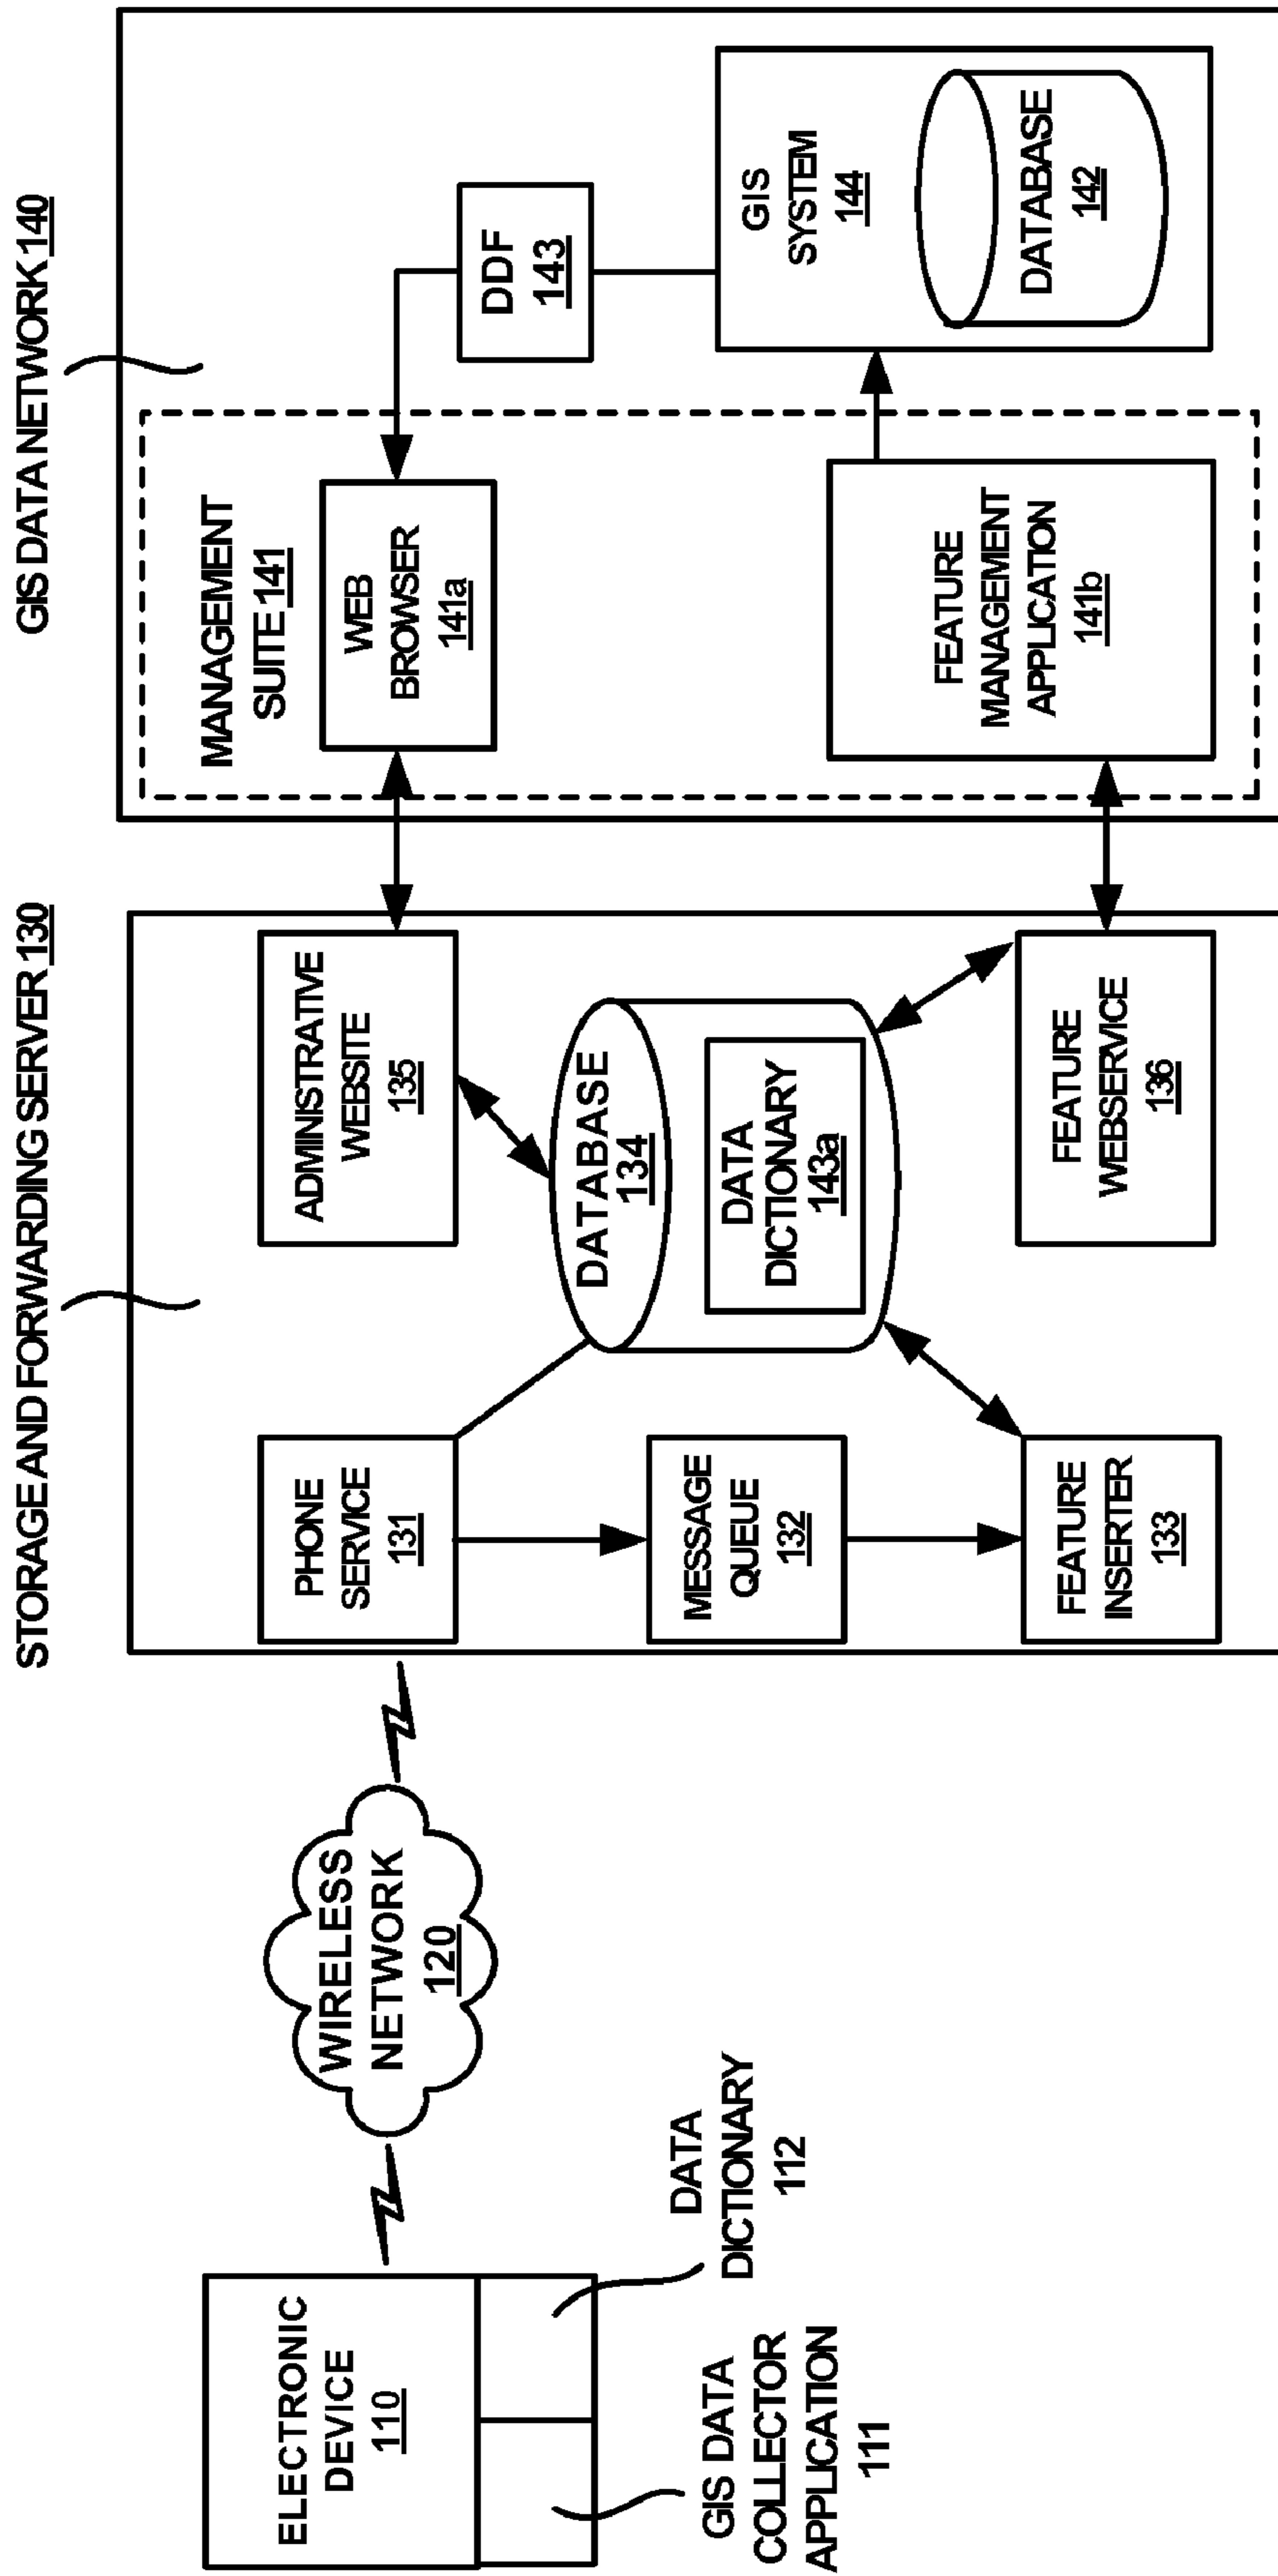 ELECTRONIC
DEVICE
110
GIS DATA
COLLECTOR
APPLICATION
111
DATA
DICTIONARY
112
WIRELESS
NETWORK
120
STORAGE AND FORWARDING SERVER 130
PHONE
SERVICE
131
MESSAGE
QUEUE
132
FEATURE
INSERTER
133
ADMINISTRATIVE
WEBSITE
135
DATABASE
134
DATA
DICTIONARY
143a
FEATURE
WEBSERVICE
136
GIS DATA NETWORK 140
MANAGEMENT
SUITE 141
WEB
BROWSER
141a
FEATURE
MANAGEMENT
APPLICATION
141b
DDF
143
GIS
SYSTEM
144
DATABASE
142